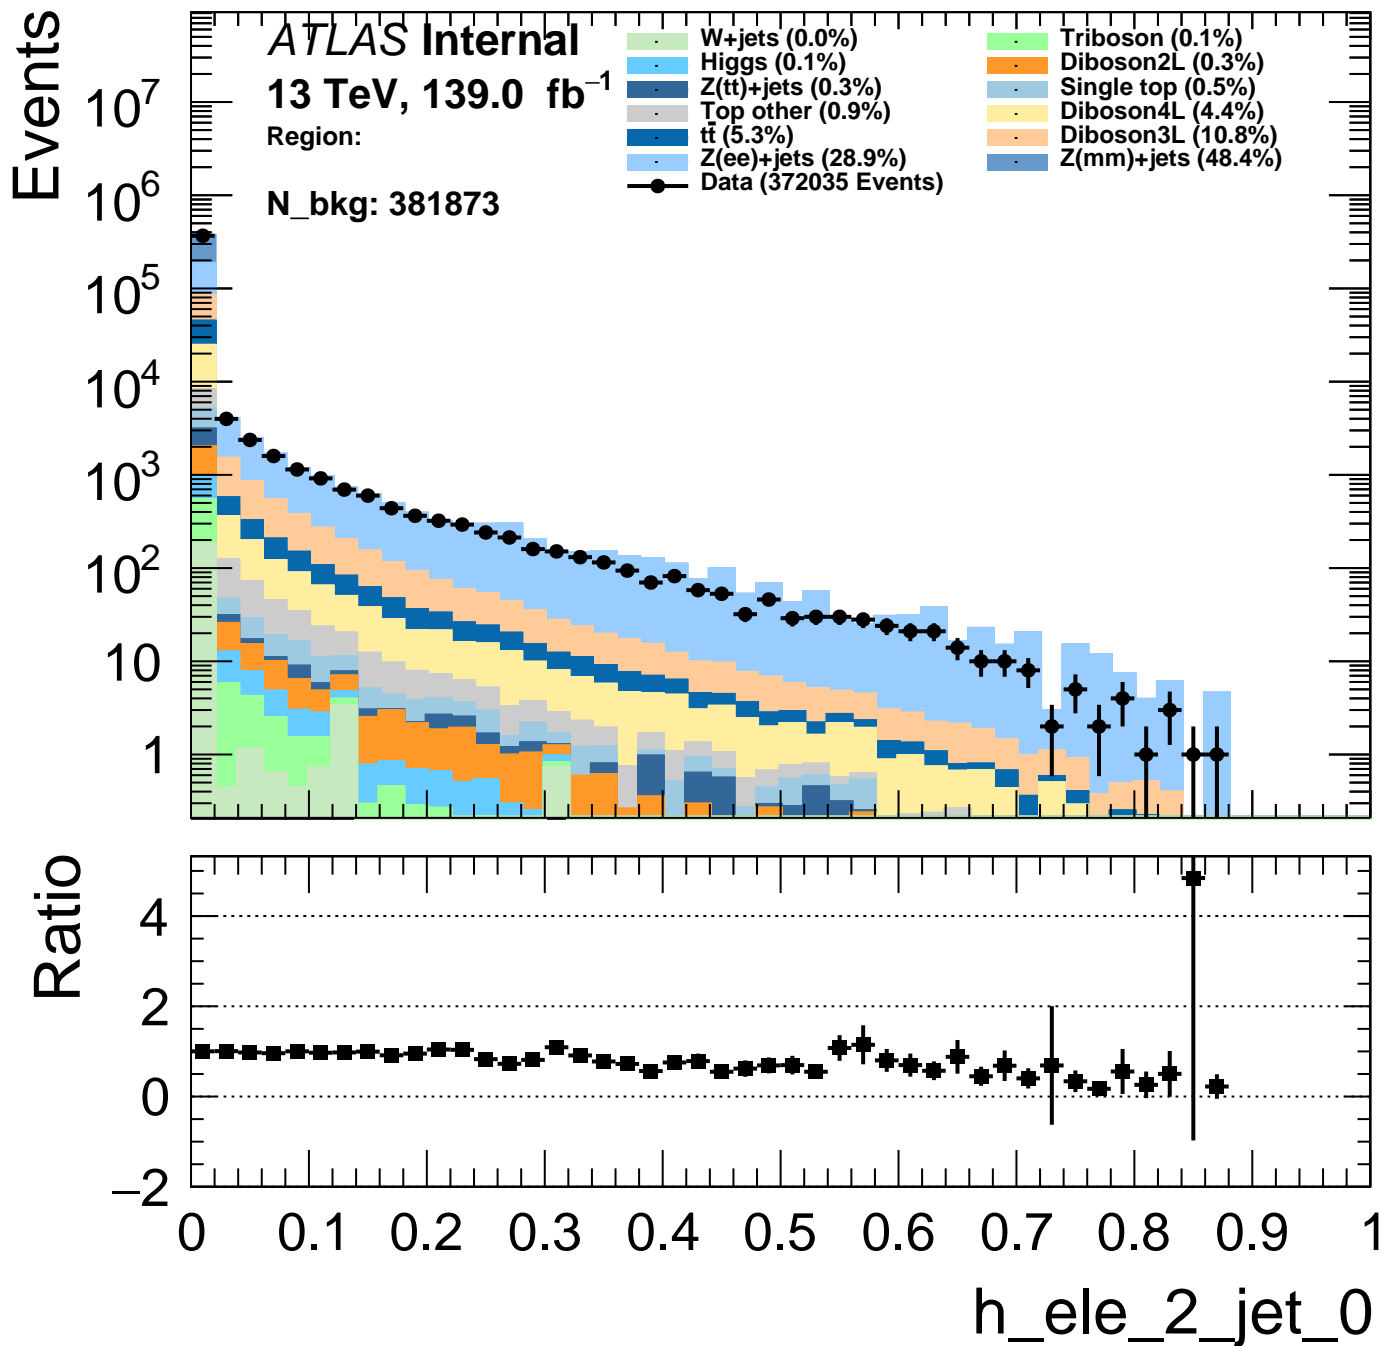 Events
ATLAS Internal
13 TeV, 139.0 fb⁻¹
Region:
N_bkg: 381873
W+jets (0.0%)
Higgs (0.1%)
Z(tt)+jets (0.3%)
Top other (0.9%)
tt̄ (5.3%)
Z(ee)+jets (28.9%)
Data (372035 Events)
Triboson (0.1%)
Diboson2L (0.3%)
Single top (0.5%)
Diboson4L (4.4%)
Diboson3L (10.8%)
Z(mm)+jets (48.4%)
10⁷
10⁶
10⁵
10⁴
10³
10²
10
1
Ratio
4
2
0
−2
0 0.1 0.2 0.3 0.4 0.5 0.6 0.7 0.8 0.9 1
h_ele_2_jet_0